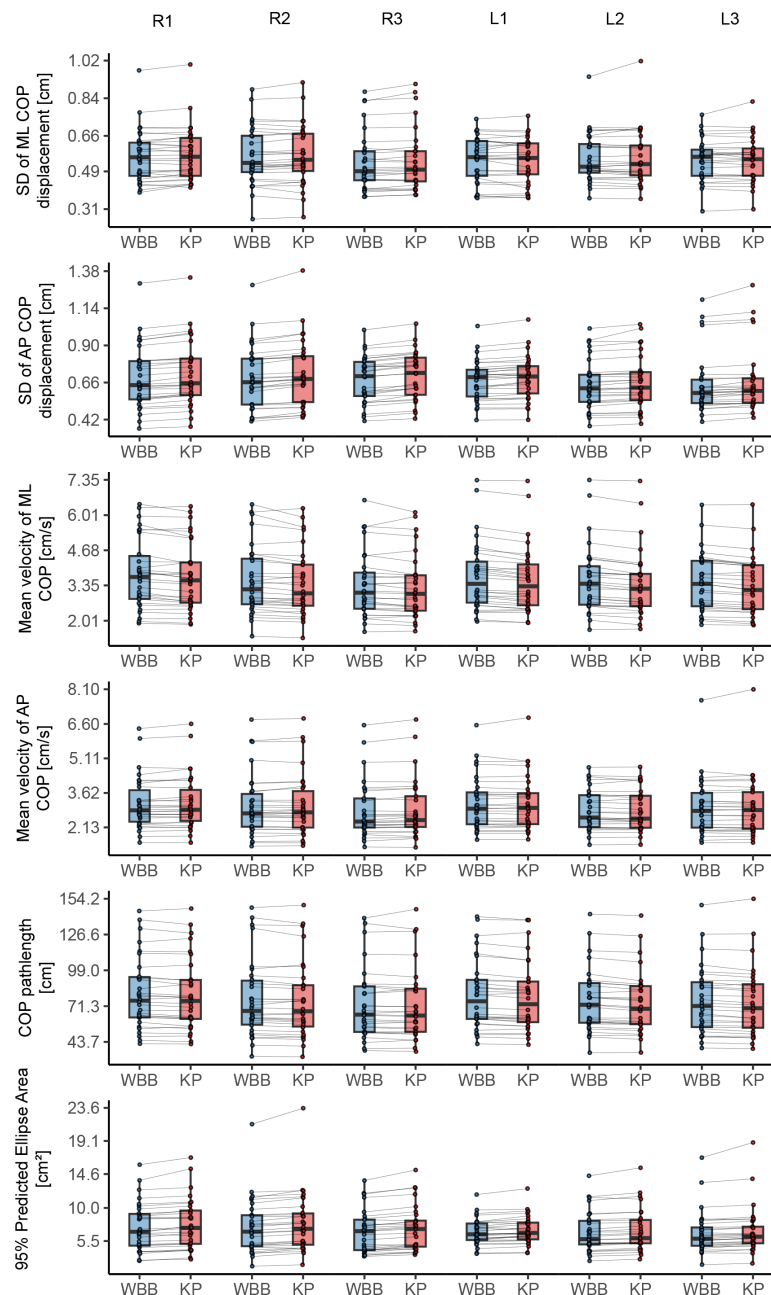 R1 R2 R3 L1 L2 L3
SD of ML COP
displacement [cm]
1.02
0.84
0.66
0.49
0.31
WBB KP WBB KP WBB KP WBB KP WBB KP WBB KP
SD of AP COP
displacement [cm]
1.38
1.14
0.90
0.66
0.42
WBB KP WBB KP WBB KP WBB KP WBB KP WBB KP
Mean velocity of ML
COP [cm/s]
7.35
6.01
4.68
3.35
2.01
WBB KP WBB KP WBB KP WBB KP WBB KP WBB KP
Mean velocity of AP
COP [cm/s]
8.10
6.60
5.11
3.62
2.13
WBB KP WBB KP WBB KP WBB KP WBB KP WBB KP
COP pathlength
[cm]
154.2
126.6
99.0
71.3
43.7
WBB KP WBB KP WBB KP WBB KP WBB KP WBB KP
95% Predicted Ellipse Area
[cm²]
23.6
19.1
14.6
10.0
5.5
WBB KP WBB KP WBB KP WBB KP WBB KP WBB KP